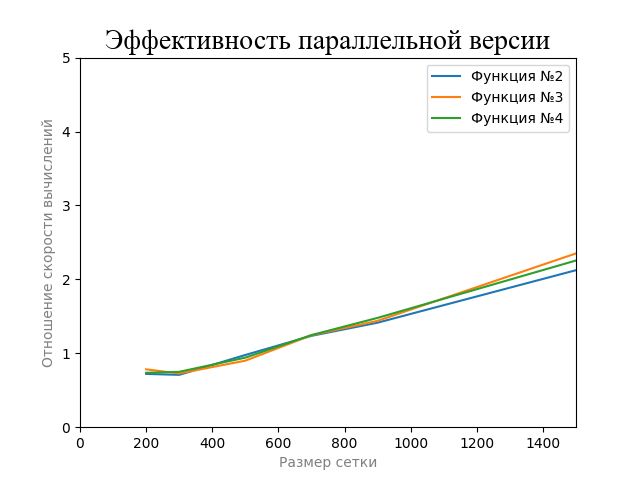 Эффективность параллельной версии
Функция №2
Функция №3
Функция №4
Отношение скорости вычислений
5
4
3
2
1
0
0 200 400 600 800 1000 1200 1400
Размер сетки